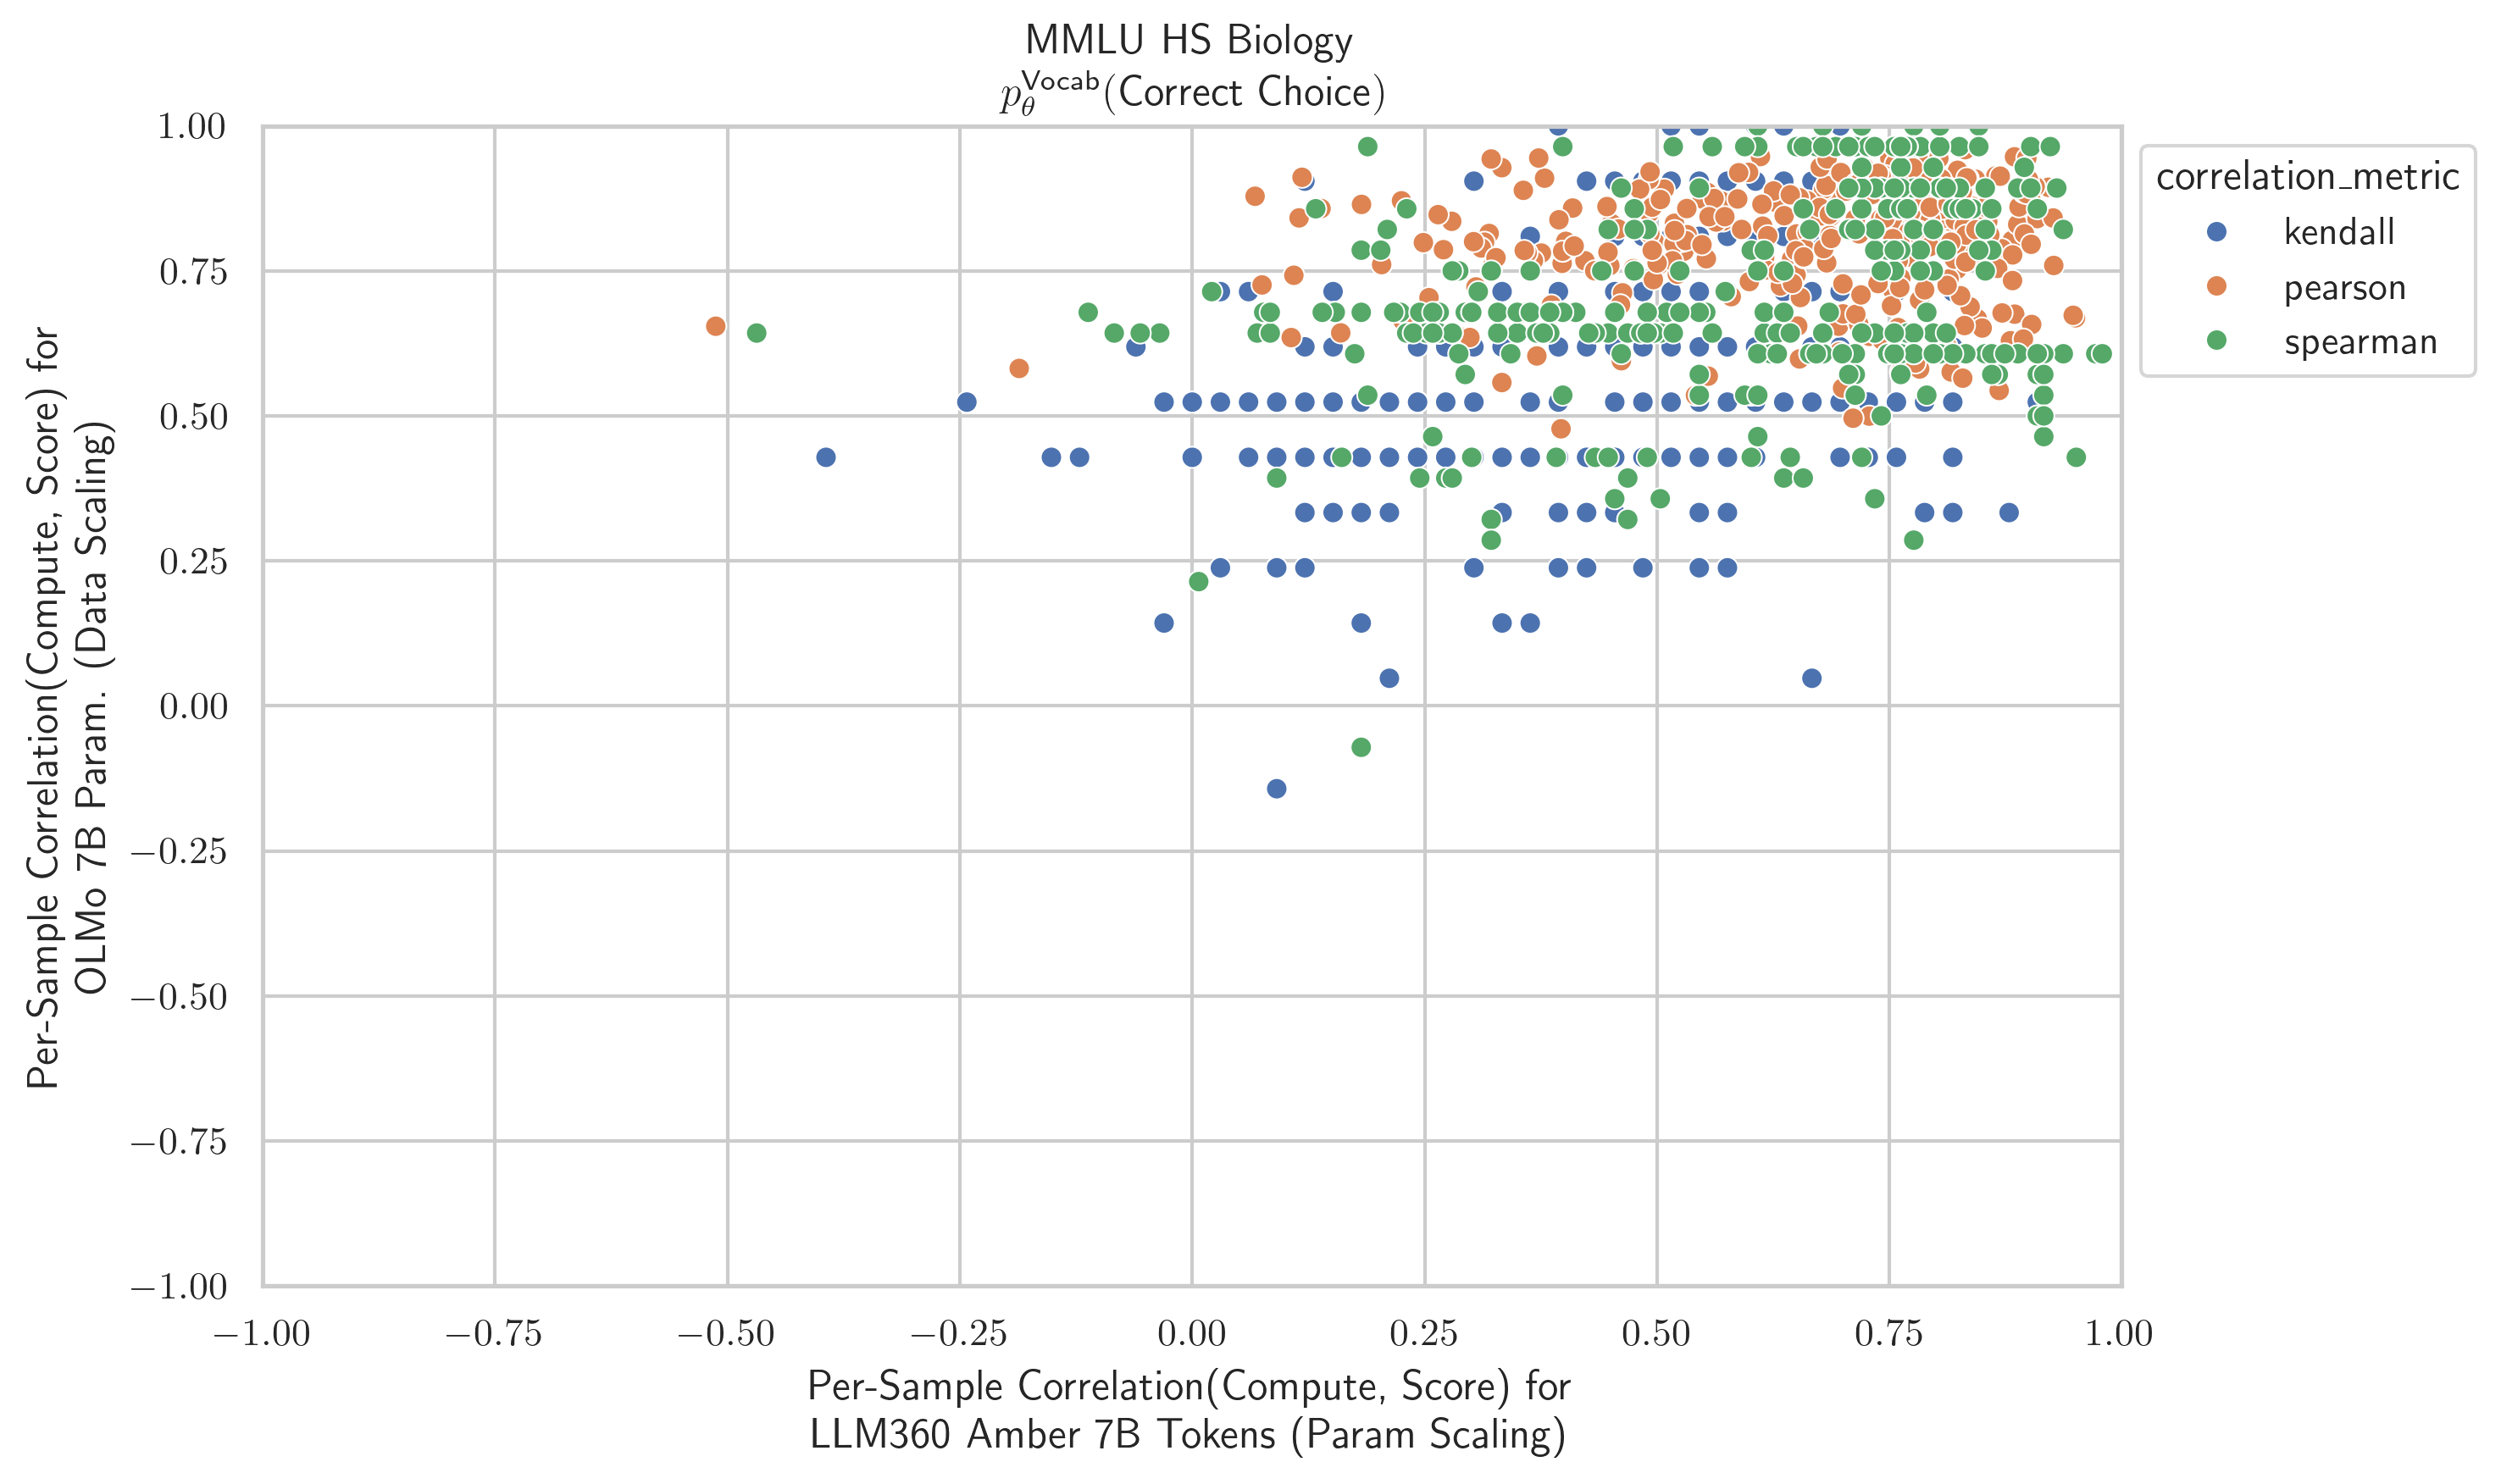 MMLU HS Biology
p_θ^Vocab(Correct Choice)
1.00
0.75
0.50
0.25
0.00
−0.25
−0.50
−0.75
−1.00
Per-Sample Correlation(Compute, Score) for
OLMo 7B Param. (Data Scaling)
correlation_metric
kendall
pearson
spearman
−1.00 −0.75 −0.50 −0.25 0.00 0.25 0.50 0.75 1.00
Per-Sample Correlation(Compute, Score) for
LLM360 Amber 7B Tokens (Param Scaling)